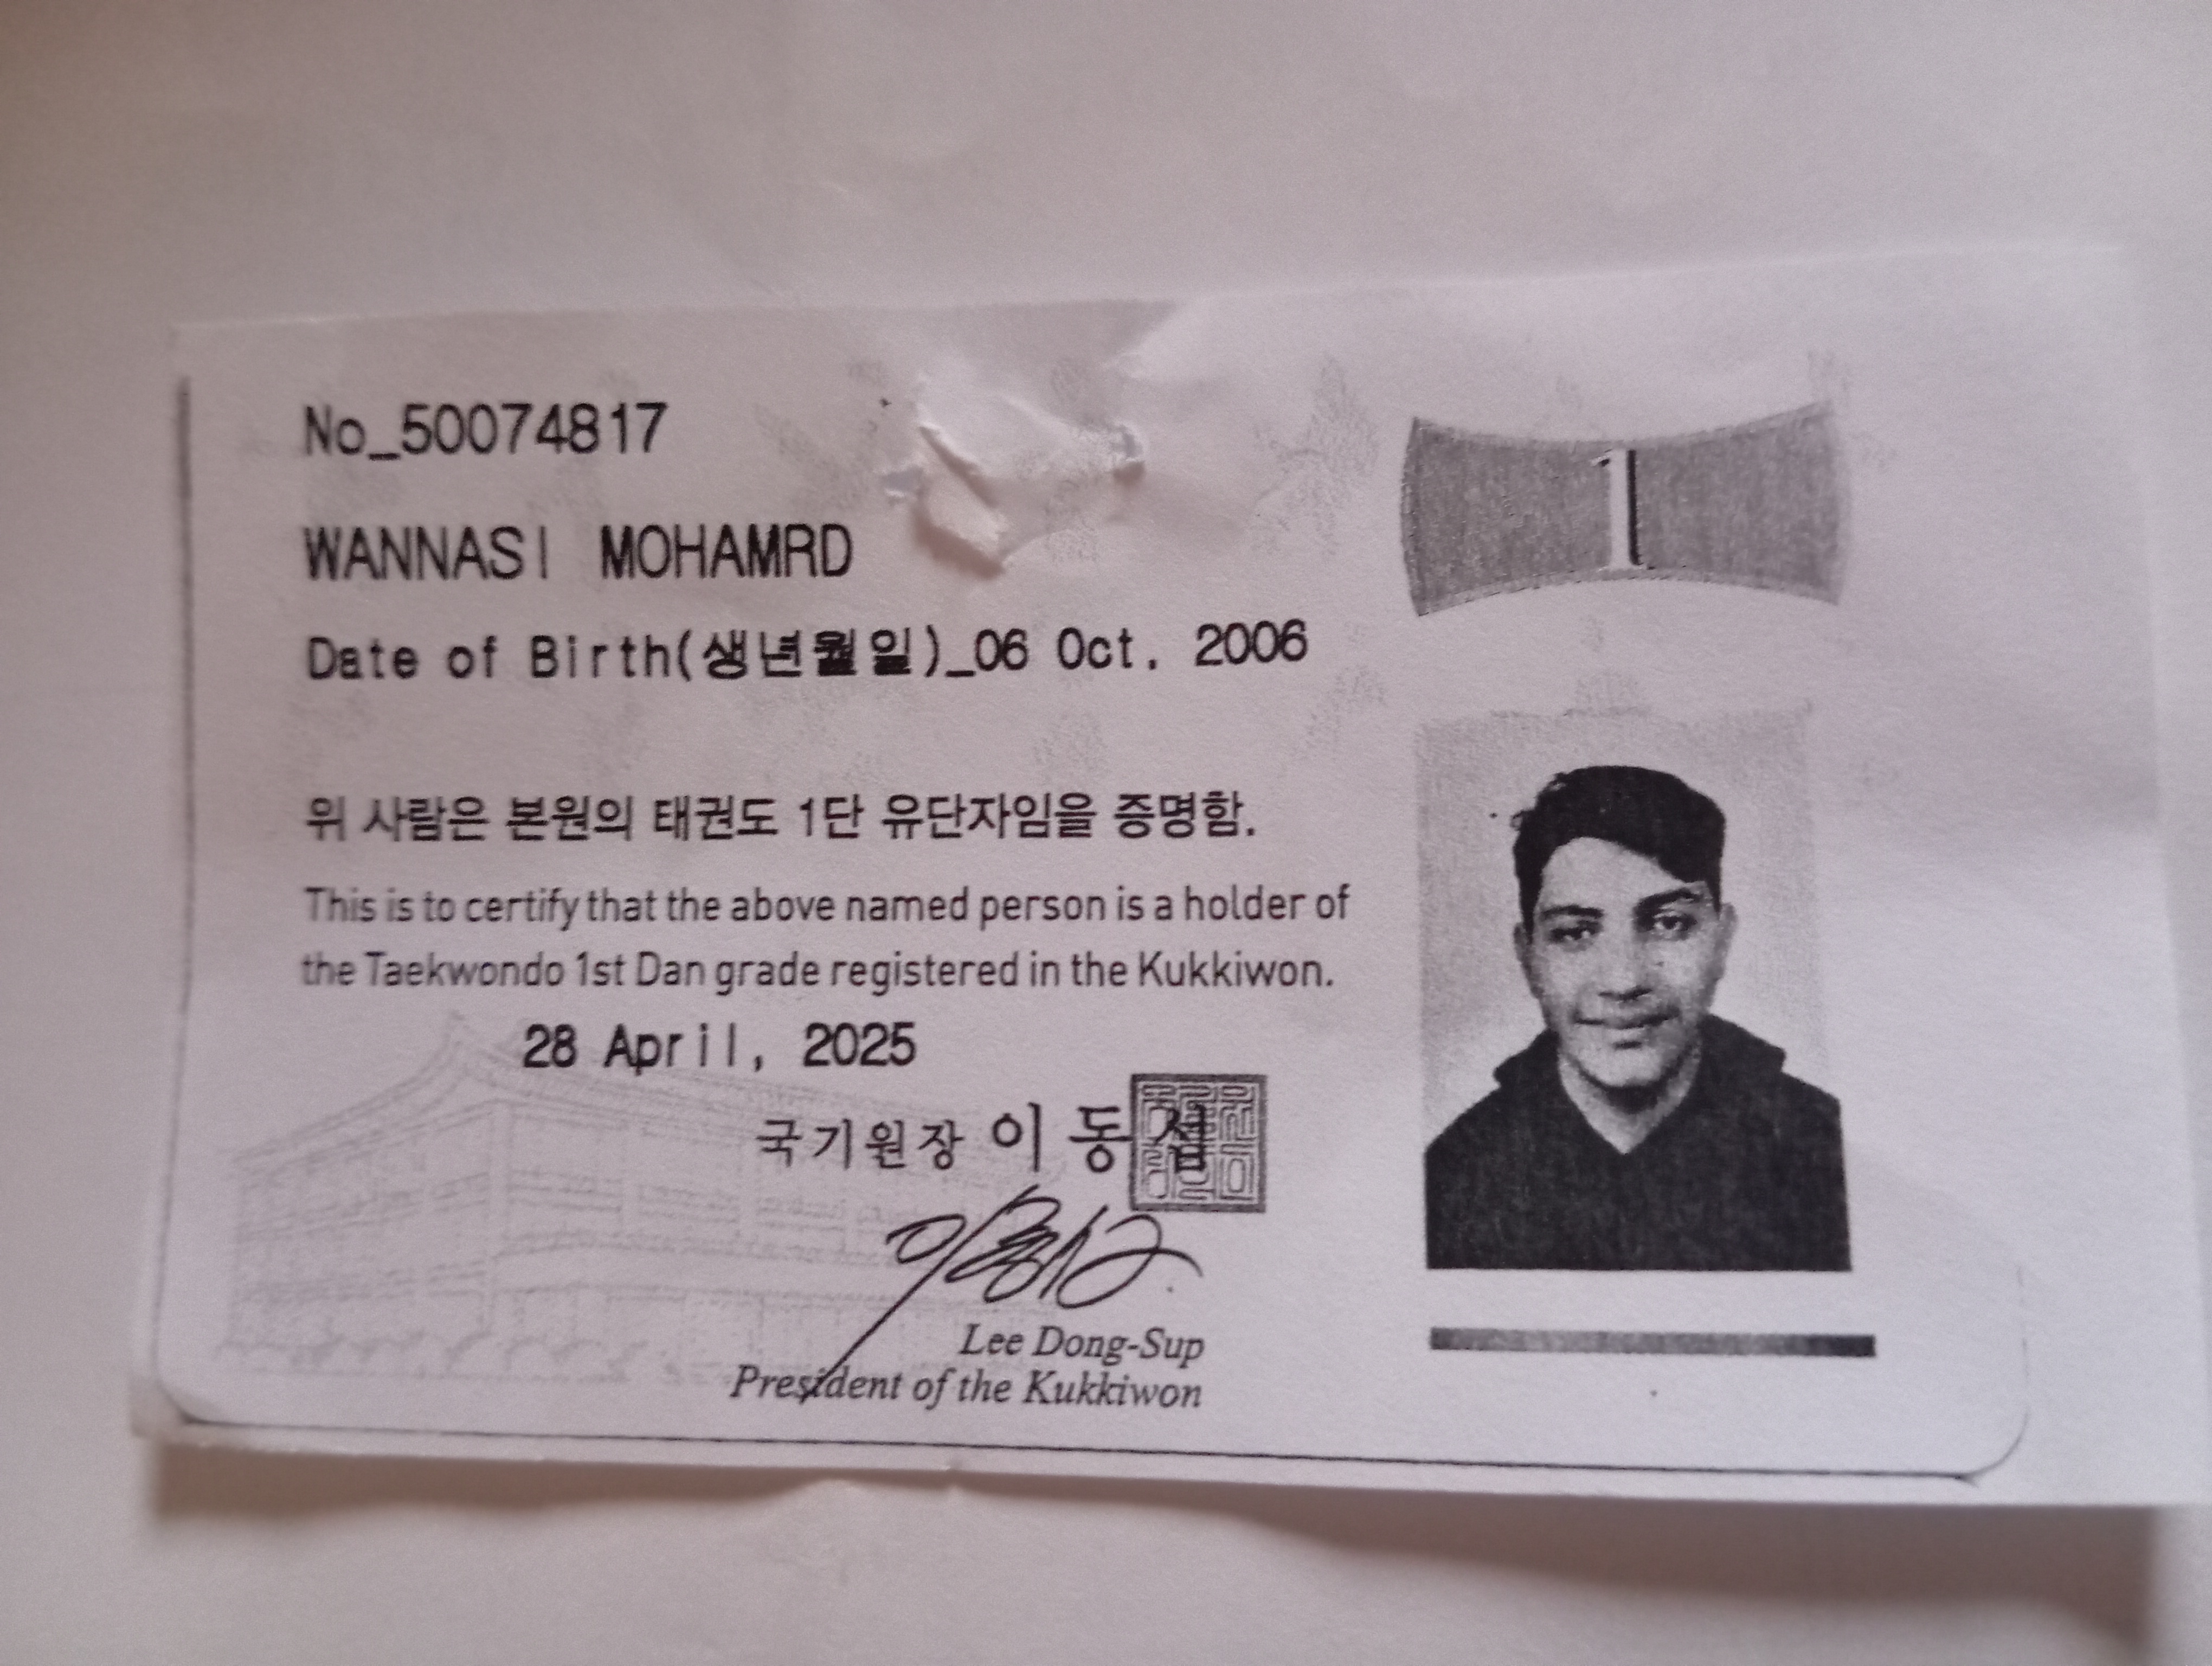 No_50074817
1
WANNASI MOHAMRD
Date of Birth(생년월일)_06 Oct. 2006
위 사람은 본원의 태권도 1단 유단자임을 증명함.
This is to certify that the above named person is a holder of
the Taekwondo 1st Dan grade registered in the Kukkiwon.
28 April, 2025
국기원장 이동섭
Lee Dong-Sup
President of the Kukkiwon